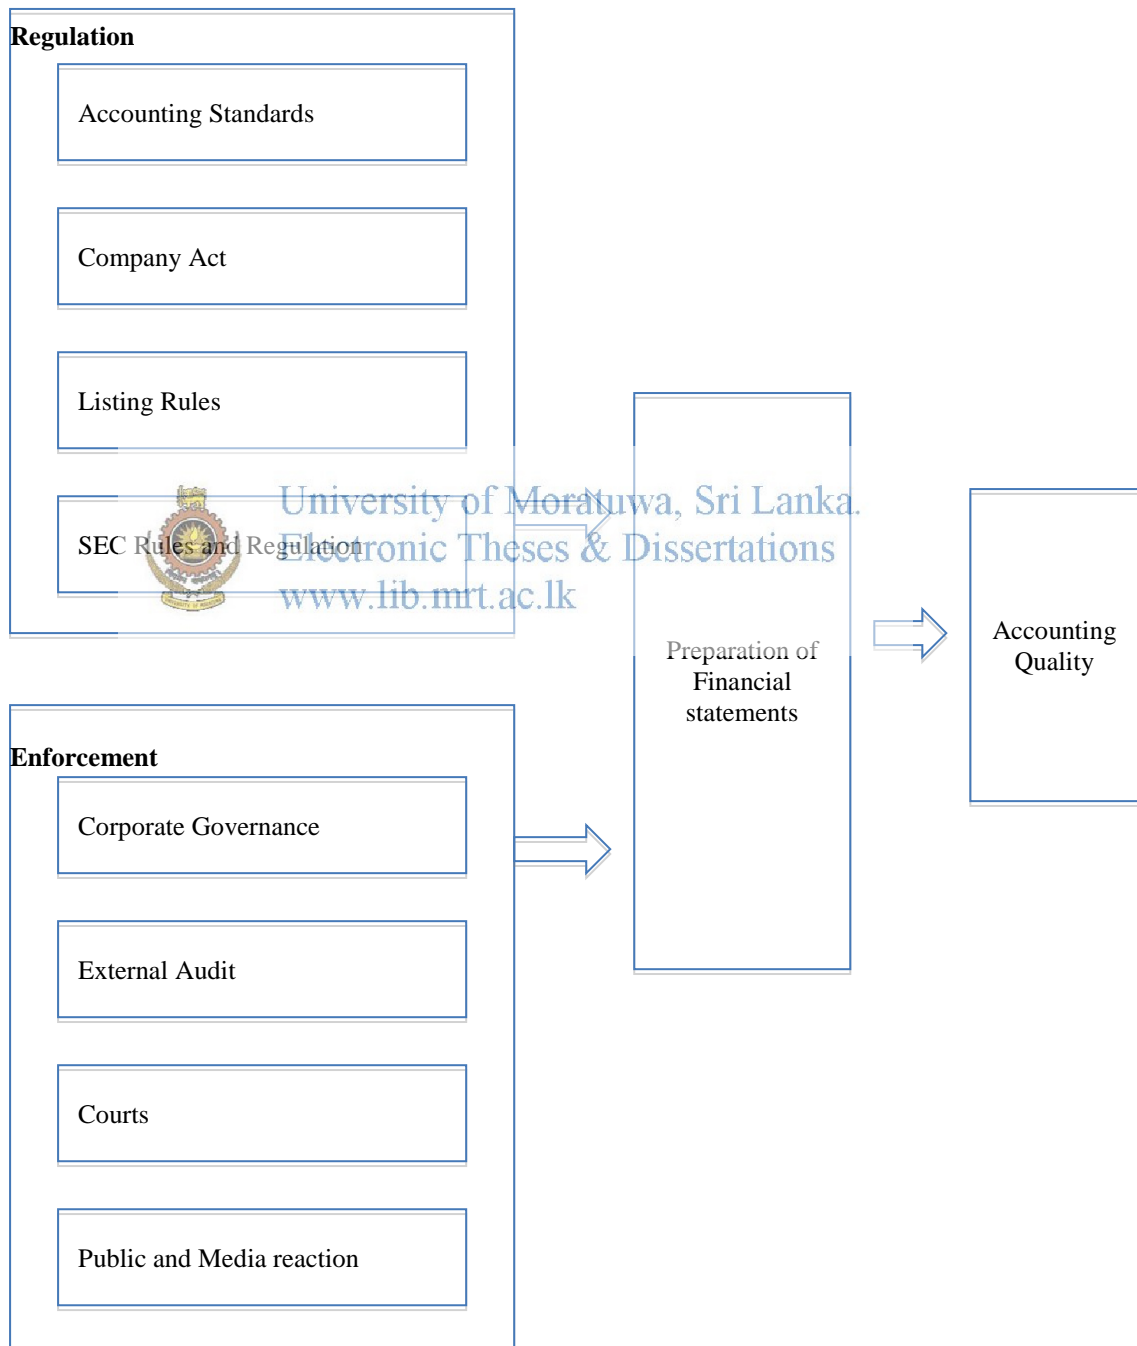 Regulation
Accounting Standards
Company Act
Listing Rules
SEC Rules and Regulation
University of Moratuwa, Sri Lanka.
Electronic Theses & Dissertations
www.lib.mrt.ac.lk
Enforcement
Corporate Governance
External Audit
Courts
Public and Media reaction
Preparation of
Financial
statements
Accounting
Quality